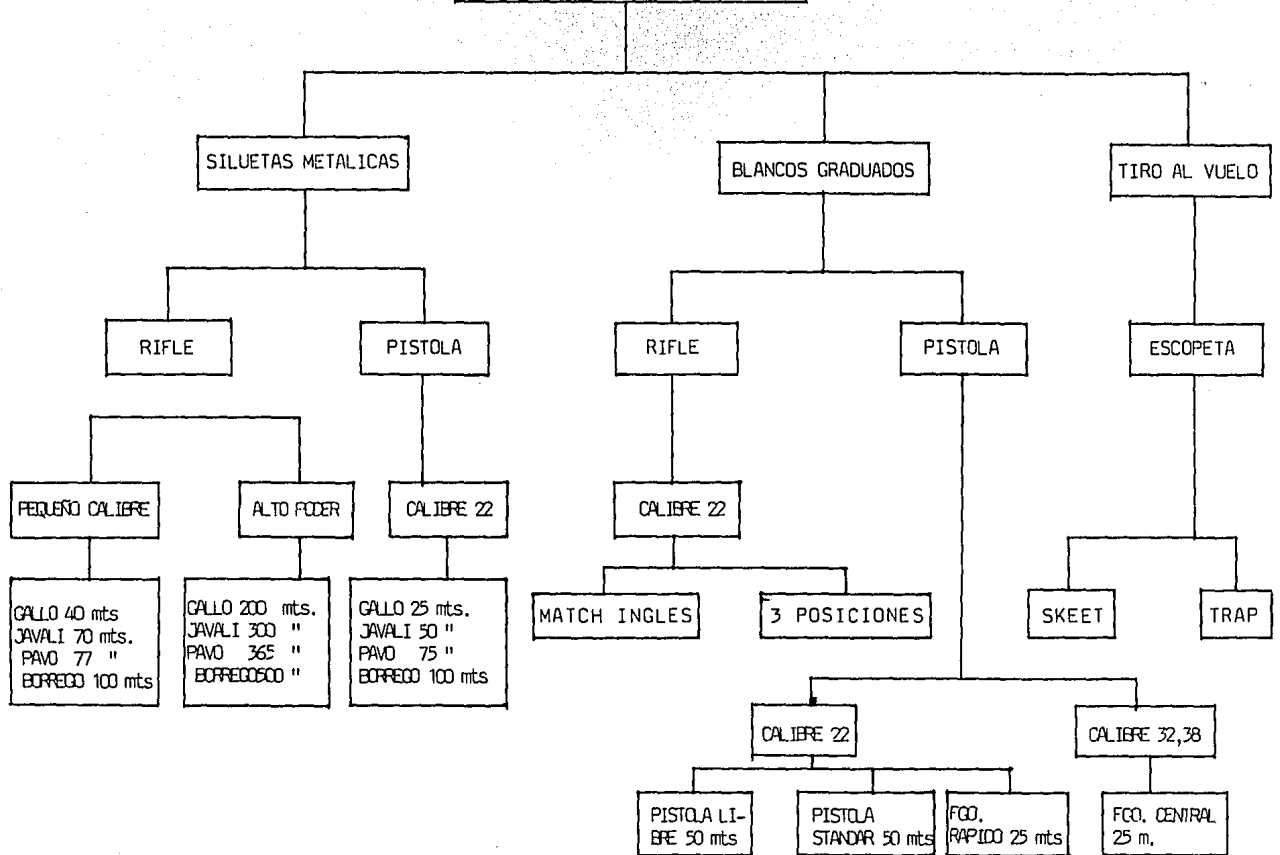 SILUETAS METALICAS
BLANCOS GRADUADOS
TIRO AL VUELO
RIFLE
PISTOLA
RIFLE
PISTOLA
ESCOPETA
PEQUEÑO CALIBRE
ALTO PODER
CALIBRE 22
CALIBRE 22
GALLO 40 mts
JAVALI 70 mts.
PAVO 77 "
BORREGO 100 mts
GALLO 200 mts.
JAVALI 300 "
PAVO 365 "
BORREGO500 "
GALLO 25 mts.
JAVALI 50 "
PAVO 75 "
BORREGO 100 mts
MATCH INGLES
3 POSICIONES
SKEET
TRAP
CALIBRE 22
CALIBRE 32,38
PISTOLA LI-
BRE 50 mts
PISTOLA
STANDAR 50 mts
FGO.
RAPIDO 25 mts
FGO. CENTRAL
25 m.